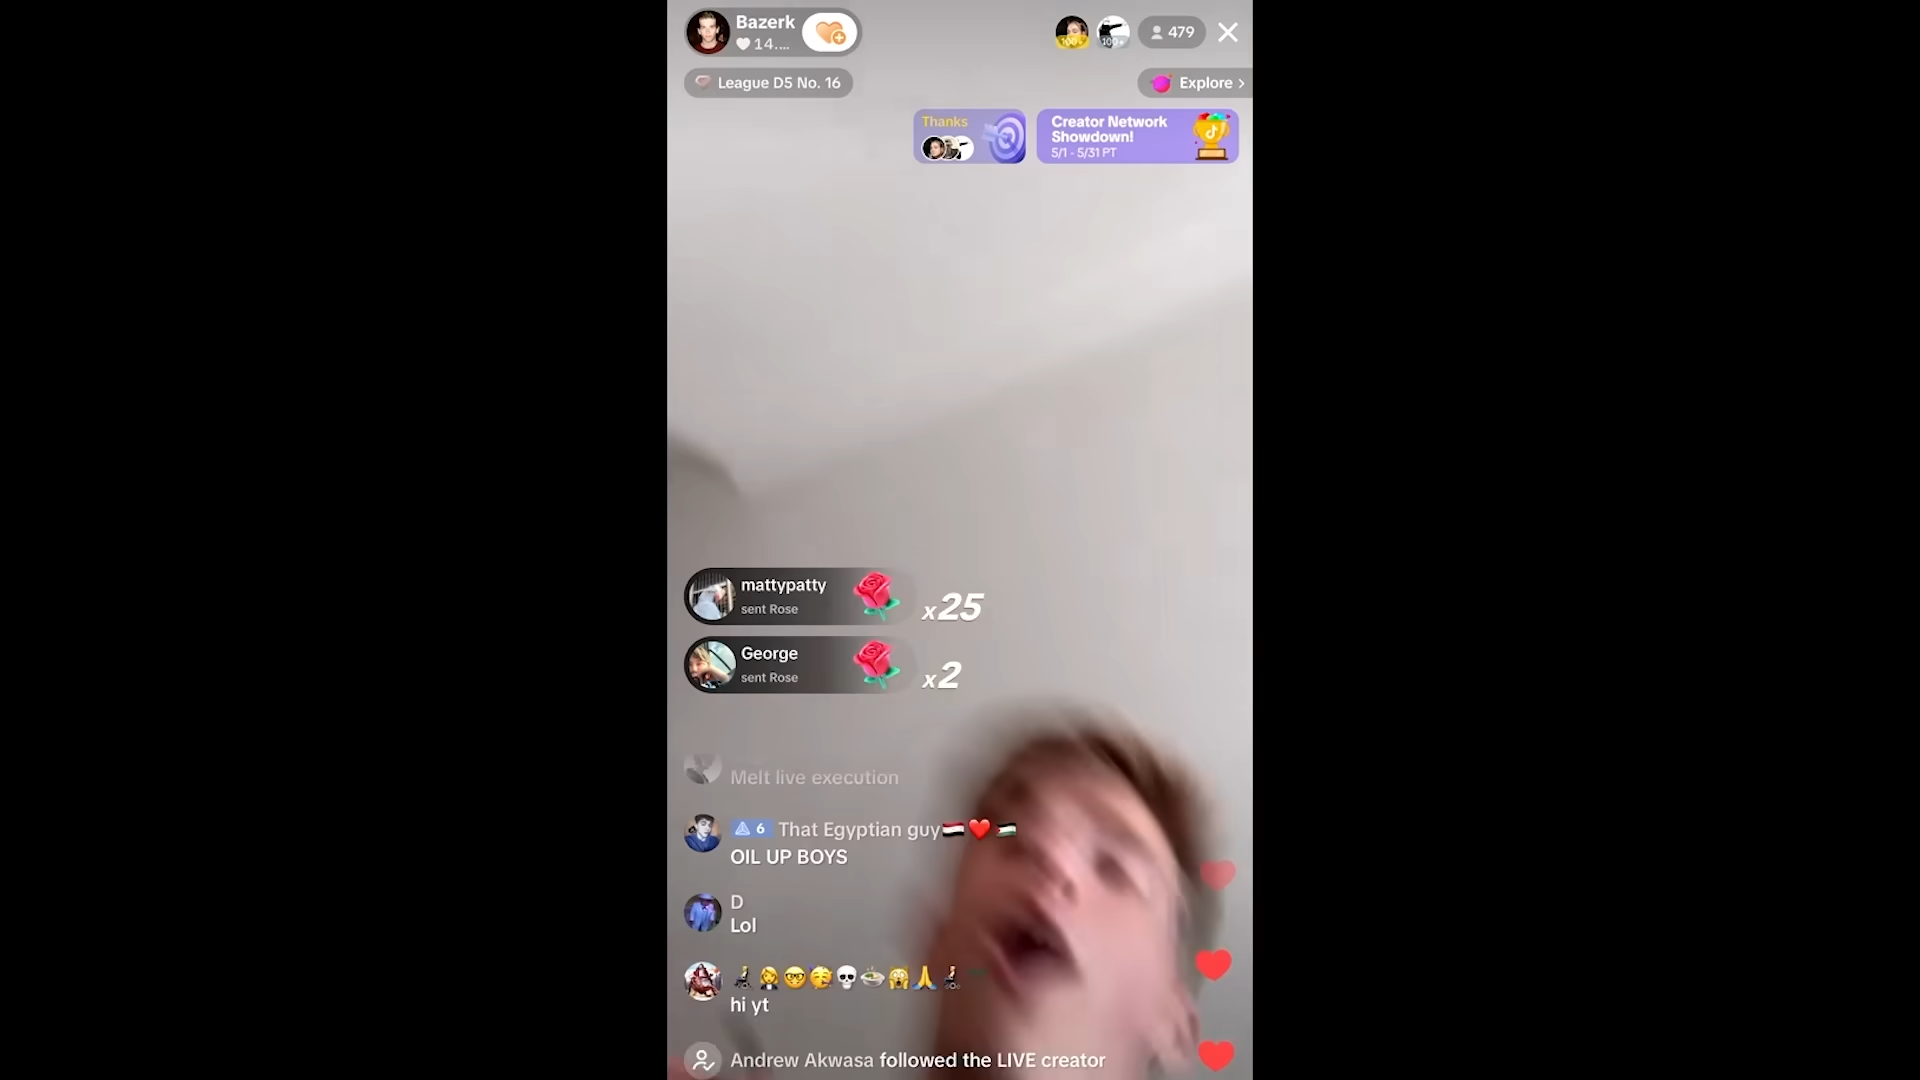 Bazerk
14....
479
League D5 No. 16
Explore >
Thanks
Creator Network
Showdown!
5/1 - 5/31 PT
100+
100+
mattypatty
sent Rose
x25
George
sent Rose
x2
Melt live execution
6 That Egyptian guy🇪🇬❤️🇵🇸
OIL UP BOYS
D
Lol
hi yt
Andrew Akwasa followed the LIVE creator